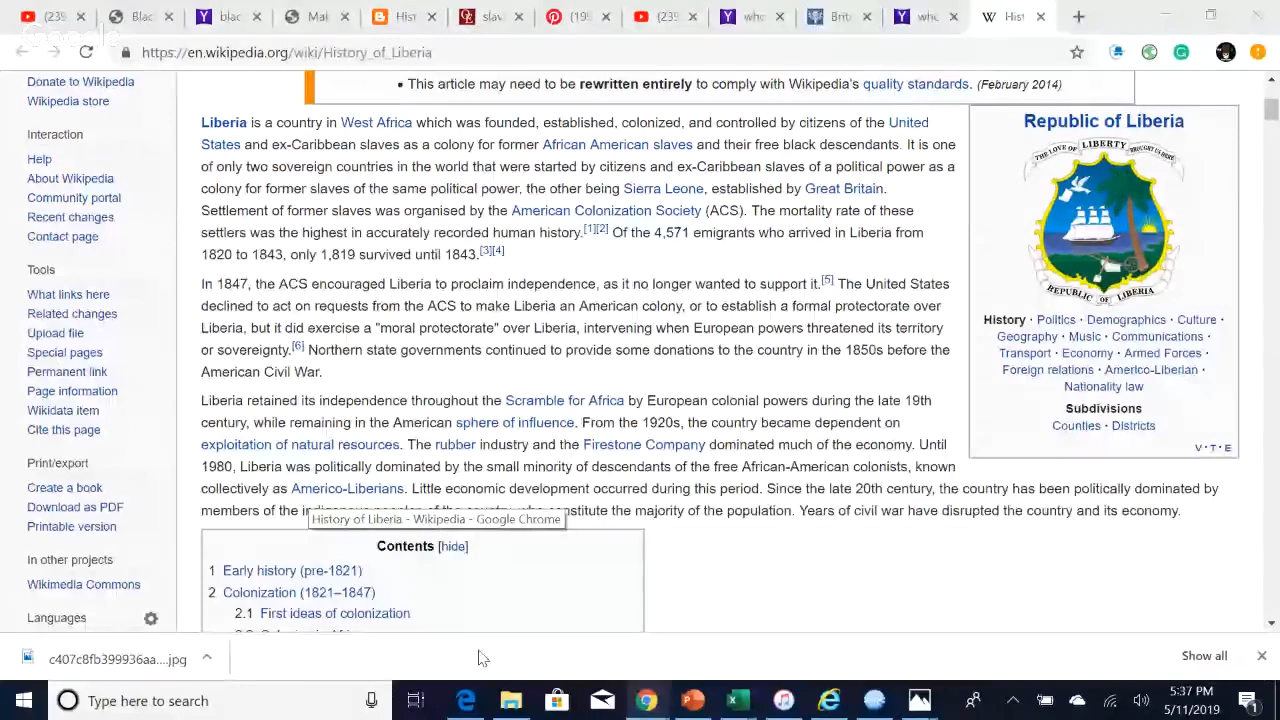 (23
Blac
blac
Mal
Hist
slav
(19
(23
who
Brit
who
Hist
https://en.wikipedia.org/wiki/History_of_Liberia
Donate to Wikipedia
Wikipedia store
Interaction
Help
About Wikipedia
Community portal
Recent changes
Contact page
Tools
What links here
Related changes
Upload file
Special pages
Permanent link
Page information
Wikidata item
Cite this page
Print/export
Create a book
Download as PDF
Printable version
In other projects
Wikimedia Commons
Languages
• This article may need to be rewritten entirely to comply with Wikipedia's quality standards. (February 2014)
Liberia is a country in West Africa which was founded, established, colonized, and controlled by citizens of the United
States and ex-Caribbean slaves as a colony for former African American slaves and their free black descendants. It is one
of only two sovereign countries in the world that were started by citizens and ex-Caribbean slaves of a political power as a
colony for former slaves of the same political power, the other being Sierra Leone, established by Great Britain.
Settlement of former slaves was organised by the American Colonization Society (ACS). The mortality rate of these
settlers was the highest in accurately recorded human history.[1][2] Of the 4,571 emigrants who arrived in Liberia from
1820 to 1843, only 1,819 survived until 1843.[3][4]
In 1847, the ACS encouraged Liberia to proclaim independence, as it no longer wanted to support it.[5] The United States
declined to act on requests from the ACS to make Liberia an American colony, or to establish a formal protectorate over
Liberia, but it did exercise a "moral protectorate" over Liberia, intervening when European powers threatened its territory
or sovereignty.[6] Northern state governments continued to provide some donations to the country in the 1850s before the
American Civil War.
Liberia retained its independence throughout the Scramble for Africa by European colonial powers during the late 19th
century, while remaining in the American sphere of influence. From the 1920s, the country became dependent on
exploitation of natural resources. The rubber industry and the Firestone Company dominated much of the economy. Until
1980, Liberia was politically dominated by the small minority of descendants of the free African-American colonists, known
collectively as Americo-Liberians. Little economic development occurred during this period. Since the late 20th century, the country has been politically dominated by
members of the constitute the majority of the population. Years of civil war have disrupted the country and its economy.
History of Liberia - Wikipedia - Google Chrome
Contents [hide]
1 Early history (pre-1821)
2 Colonization (1821–1847)
2.1 First ideas of colonization
Republic of Liberia
THE LOVE OF LIBERTY BROUGHT US HERE
REPUBLIC OF LIBERIA
History · Politics · Demographics · Culture ·
Geography · Music · Communications ·
Transport · Economy · Armed Forces ·
Foreign relations · Americo-Liberian ·
Nationality law
Subdivisions
Counties · Districts
V · T · E
c407c8fb399936aa....jpg
Show all
Type here to search
5:37 PM
5/11/2019
1